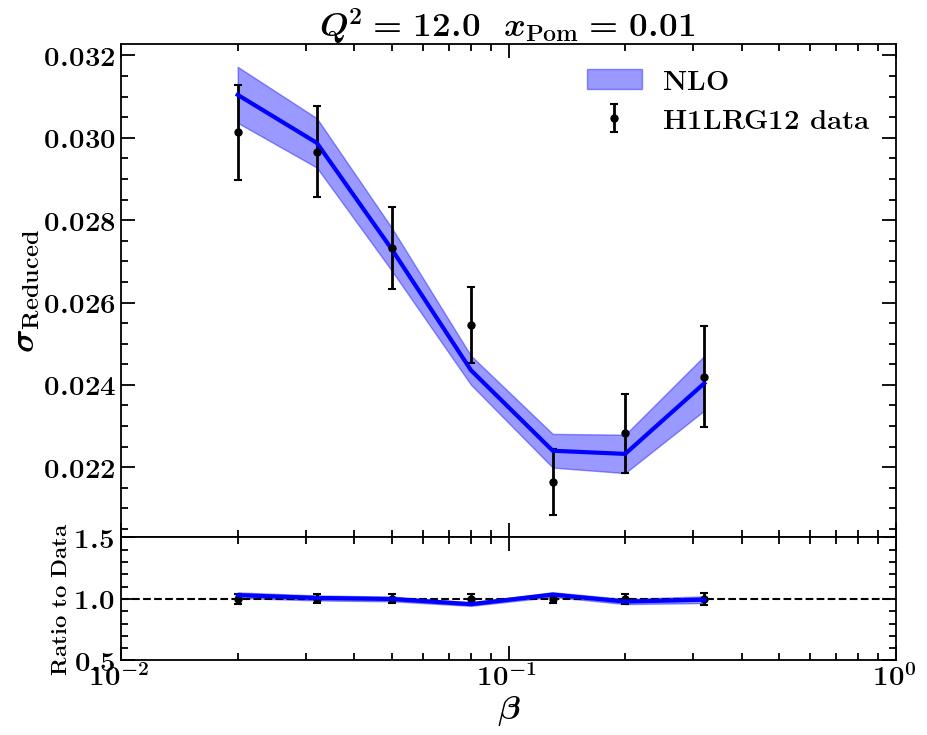 Q² = 12.0 x_Pom = 0.01
0.032
0.030
0.028
0.026
0.024
0.022
σ_Reduced
NLO
H1LRG12 data
1.5
1.0
0.5
Ratio to Data
10⁻²
10⁻¹
10⁰
β